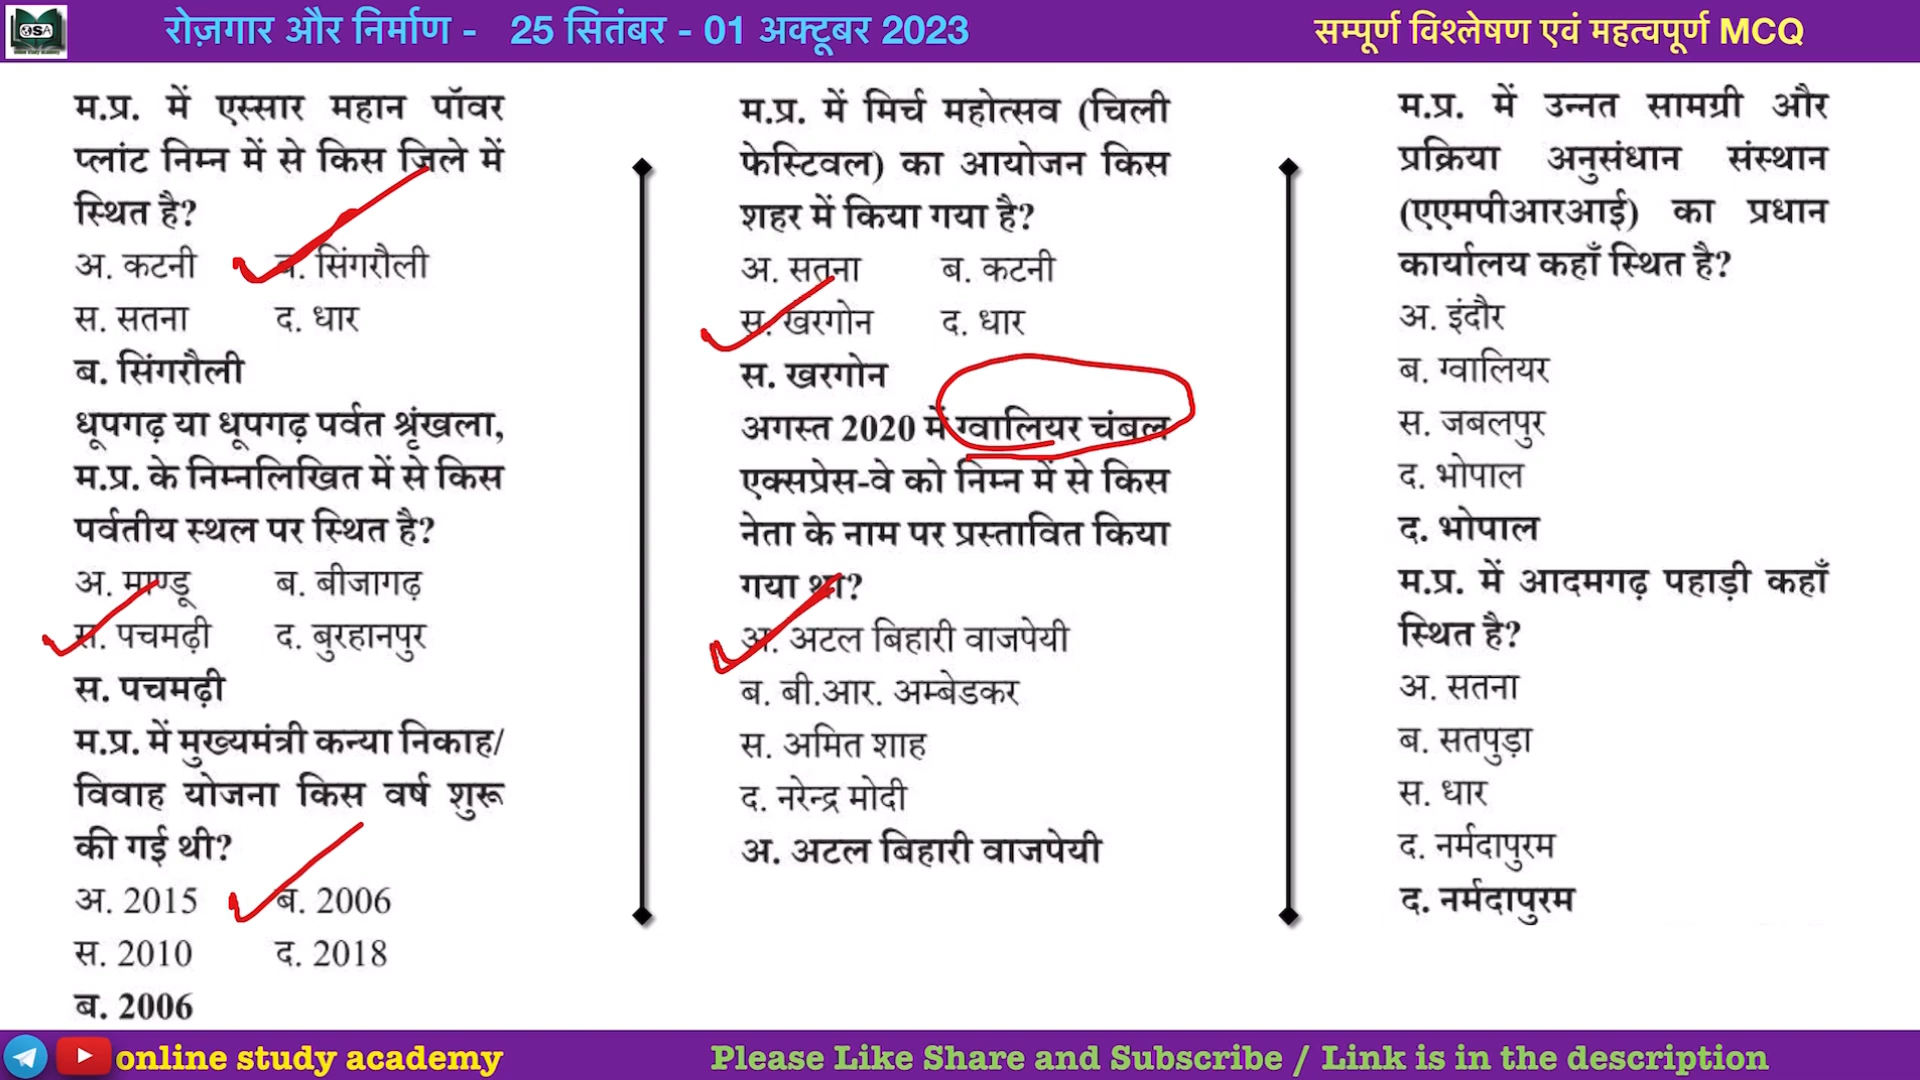 OSA
रोज़गार और निर्माण - 25 सितंबर - 01 अक्टूबर 2023
सम्पूर्ण विश्लेषण एवं महत्वपूर्ण MCQ
म.प्र. में एस्सार महान पॉवर
प्लांट निम्न में से किस जिले में
स्थित है?
अ. कटनी ब. सिंगरौली
स. सतना द. धार
ब. सिंगरौली
धूपगढ़ या धूपगढ़ पर्वत श्रृंखला,
म.प्र. के निम्नलिखित में से किस
पर्वतीय स्थल पर स्थित है?
अ. माण्डू ब. बीजागढ़
स. पचमढ़ी द. बुरहानपुर
स. पचमढ़ी
म.प्र. में मुख्यमंत्री कन्या निकाह/
विवाह योजना किस वर्ष शुरू
की गई थी?
अ. 2015 ब. 2006
स. 2010 द. 2018
ब. 2006
म.प्र. में मिर्च महोत्सव (चिली
फेस्टिवल) का आयोजन किस
शहर में किया गया है?
अ. सतना ब. कटनी
स. खरगोन द. धार
स. खरगोन
अगस्त 2020 में ग्वालियर चंबल
एक्सप्रेस-वे को निम्न में से किस
नेता के नाम पर प्रस्तावित किया
गया था?
अ. अटल बिहारी वाजपेयी
ब. बी.आर. अम्बेडकर
स. अमित शाह
द. नरेन्द्र मोदी
अ. अटल बिहारी वाजपेयी
म.प्र. में उन्नत सामग्री और
प्रक्रिया अनुसंधान संस्थान
(एएमपीआरआई) का प्रधान
कार्यालय कहाँ स्थित है?
अ. इंदौर
ब. ग्वालियर
स. जबलपुर
द. भोपाल
द. भोपाल
म.प्र. में आदमगढ़ पहाड़ी कहाँ
स्थित है?
अ. सतना
ब. सतपुड़ा
स. धार
द. नर्मदापुरम
द. नर्मदापुरम
online study academy
Please Like Share and Subscribe / Link is in the description